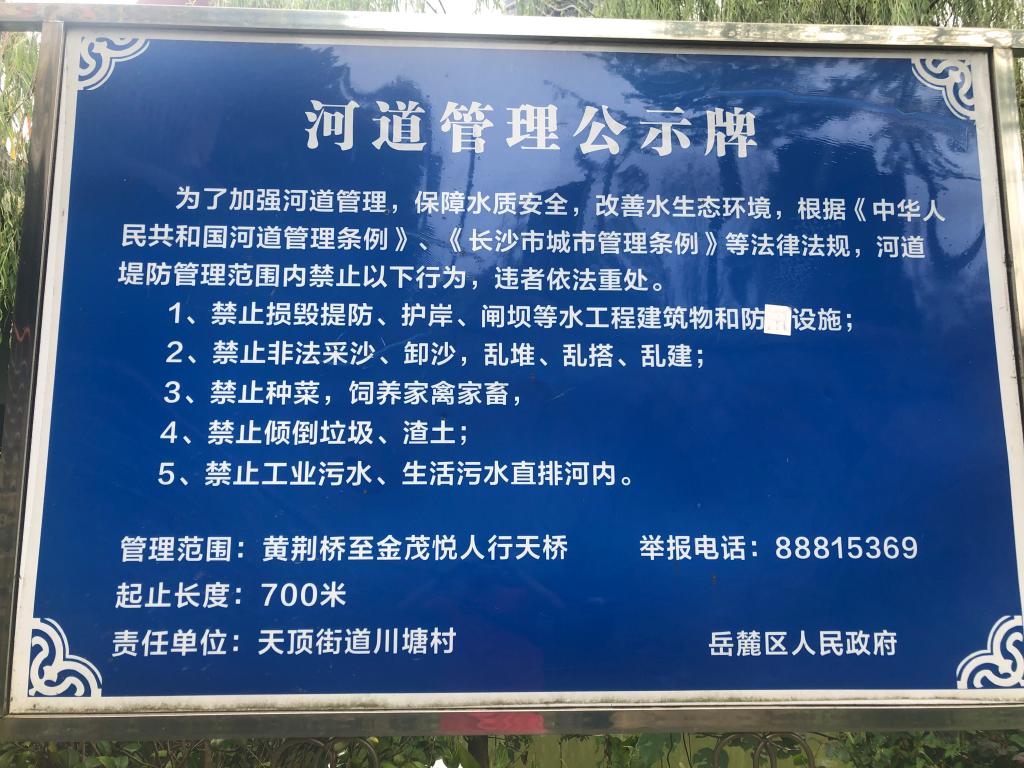 河道管理公示牌
为了加强河道管理，保障水质安全，改善水生态环境，根据《中华人
民共和国河道管理条例》、《长沙市城市管理条例》等法律法规，河道
堤防管理范围内禁止以下行为，违者依法重处。
1、禁止损毁提防、护岸、闸坝等水工程建筑物和防设施；
2、禁止非法采沙、卸沙，乱堆、乱搭、乱建；
3、禁止种菜，饲养家禽家畜，
4、禁止倾倒垃圾、渣土；
5、禁止工业污水、生活污水直排河内。
管理范围：黄荆桥至金茂悦人行天桥 举报电话：88815369
起止长度：700米
责任单位：天顶街道川塘村 岳麓区人民政府